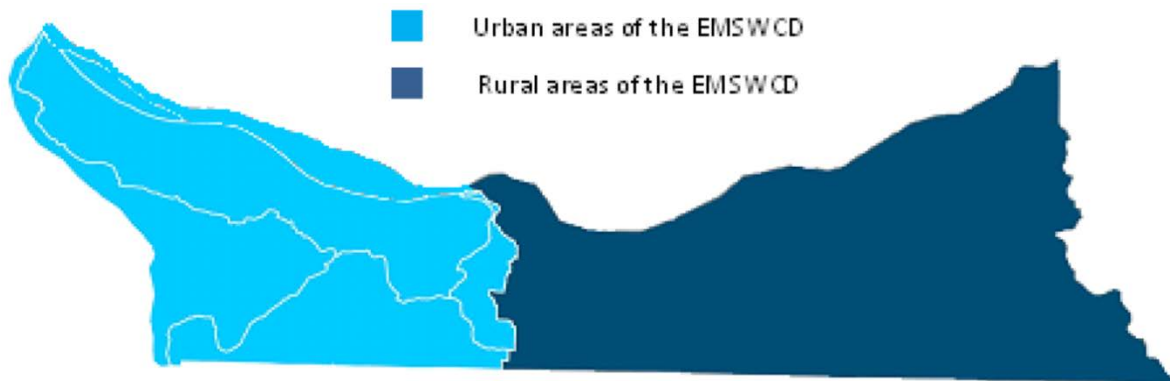 Urban areas of the EMSWCD
Rural areas of the EMSWCD